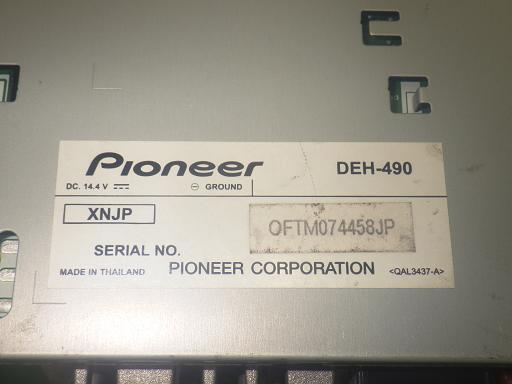 Pioneer DEH-490
DC. 14.4 V ⎓ ⊖ GROUND
XNJP
OFTM074458JP
SERIAL NO.
MADE IN THAILAND PIONEER CORPORATION <QAL3437-A>